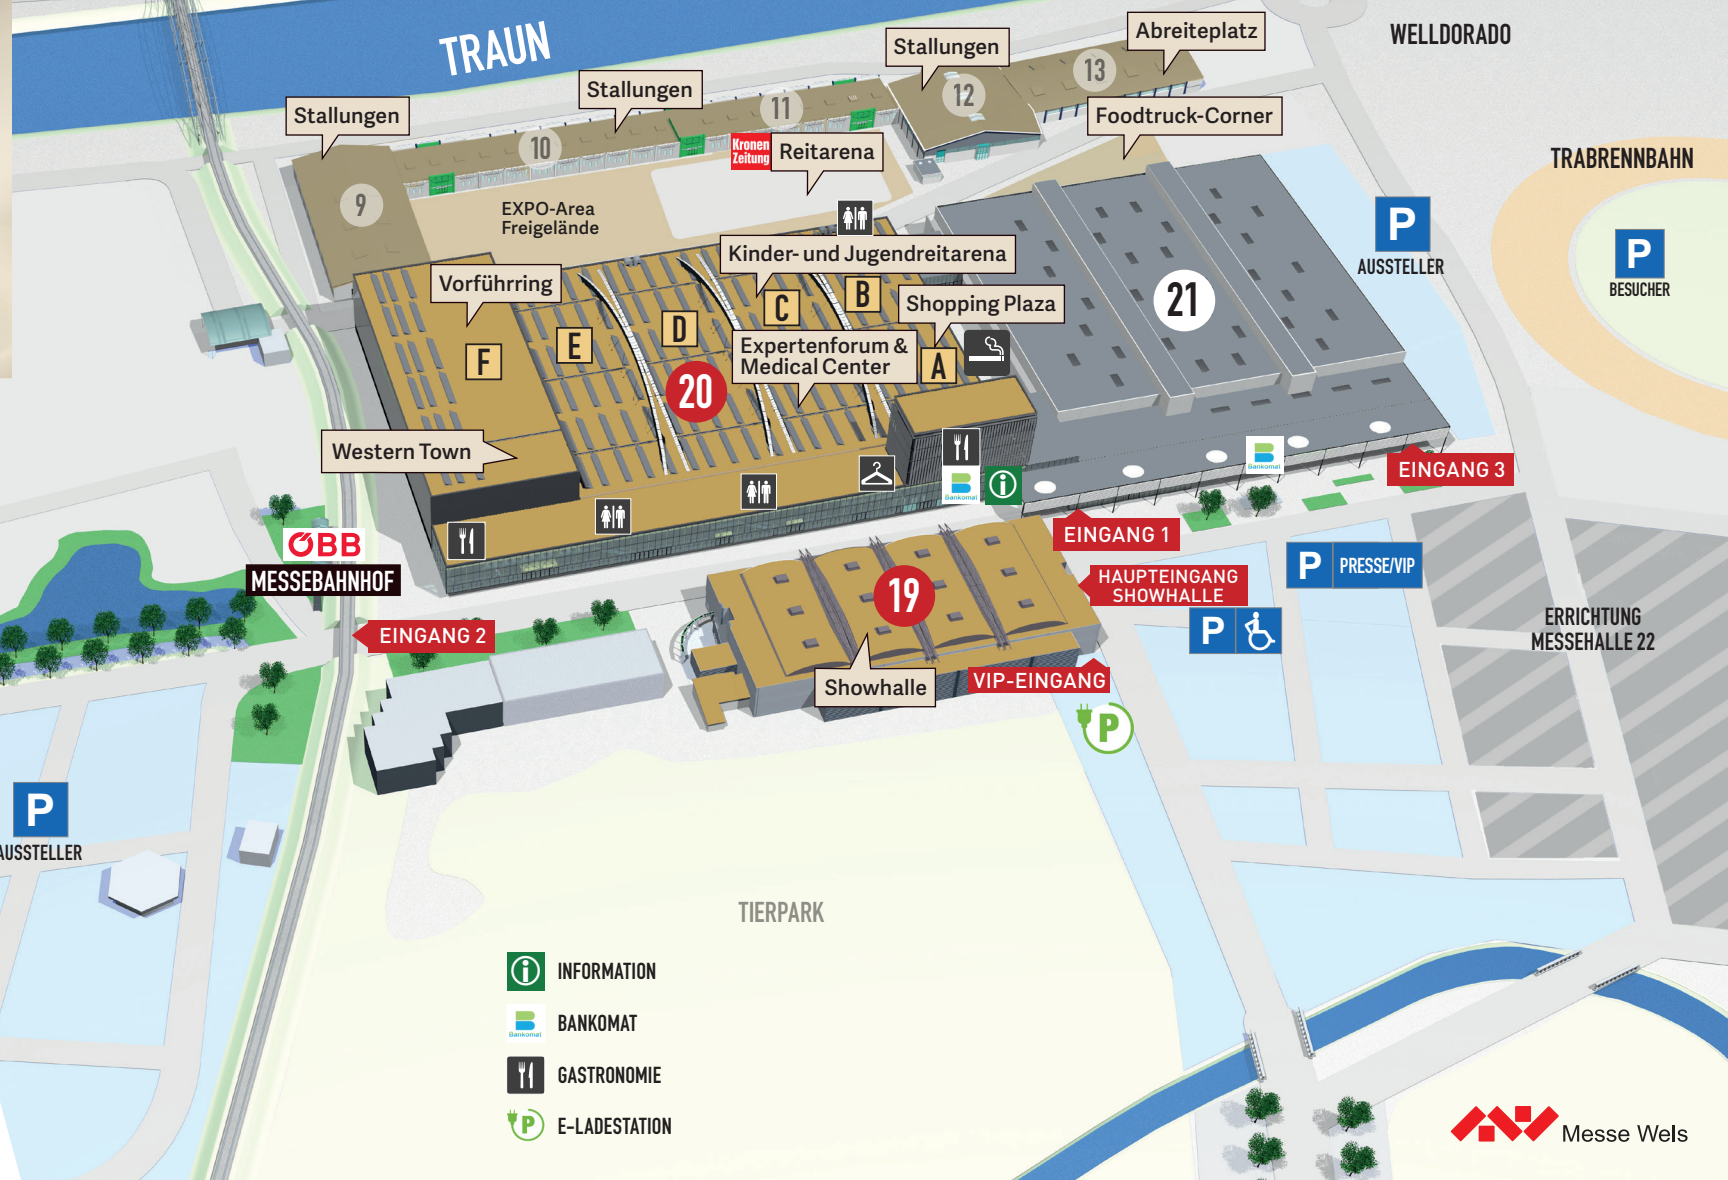 TRAUN
WELLDORADO
Abreiteplatz
Stallungen
13
Stallungen
12
11
Stallungen
Foodtruck-Corner
10
Kronen
Zeitung
Reitarena
TRABRENNBAHN
9
EXPO-Area
Freigelände
P
AUSSTELLER
P
BESUCHER
Kinder- und Jugendreitarena
Vorführring
B
C
Shopping Plaza
21
D
E
F
Expertenforum &
Medical Center
A
20
Western Town
Bankomat
EINGANG 3
Bankomat
i
EINGANG 1
ÖBB
MESSEBAHNHOF
P PRESSE/VIP
HAUPTEINGANG
SHOWHALLE
19
P
ERRICHTUNG
MESSEHALLE 22
EINGANG 2
Showhalle
VIP-EINGANG
P
P
AUSSTELLER
TIERPARK
i INFORMATION
Bankomat BANKOMAT
GASTRONOMIE
P E-LADESTATION
Messe Wels